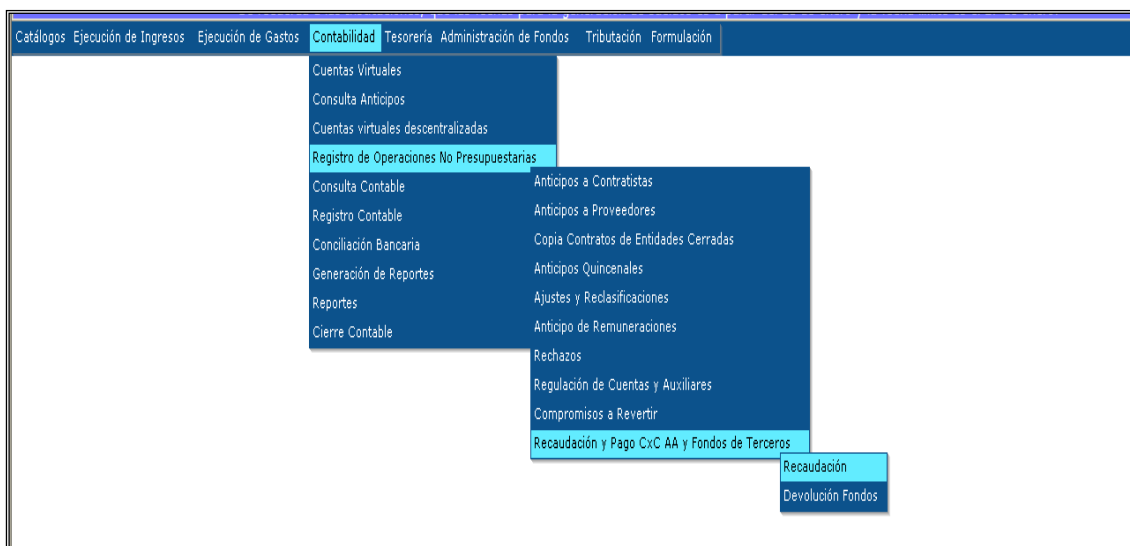 Catálogos Ejecución de Ingresos Ejecución de Gastos Contabilidad Tesorería Administración de Fondos Tributación Formulación
Cuentas Virtuales
Consulta Anticipos
Cuentas virtuales descentralizadas
Registro de Operaciones No Presupuestarias
Consulta Contable
Registro Contable
Conciliación Bancaria
Generación de Reportes
Reportes
Cierre Contable
Anticipos a Contratistas
Anticipos a Proveedores
Copia Contratos de Entidades Cerradas
Anticipos Quincenales
Ajustes y Reclasificaciones
Anticipo de Remuneraciones
Rechazos
Regulación de Cuentas y Auxiliares
Compromisos a Revertir
Recaudación y Pago CxC AA y Fondos de Terceros
Recaudación
Devolución Fondos